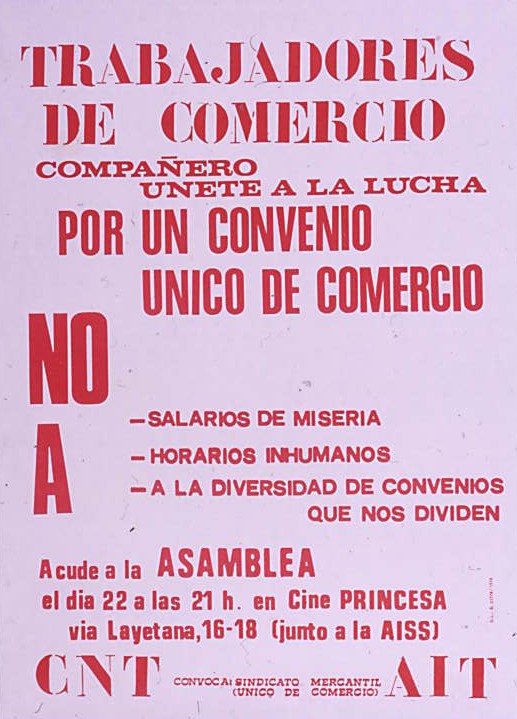 TRABAJADORES
DE COMERCIO
COMPAÑERO
UNETE A LA LUCHA
POR UN CONVENIO
UNICO DE COMERCIO
NO
A
—SALARIOS DE MISERIA
—HORARIOS INHUMANOS
—A LA DIVERSIDAD DE CONVENIOS
QUE NOS DIVIDEN
Acude a la ASAMBLEA
el dia 22 a las 21 h. en Cine PRINCESA
via Layetana, 16-18 (junto a la AISS)
CNT CONVOCA: SINDICATO MERCANTIL AIT
(UNICO DE COMERCIO)